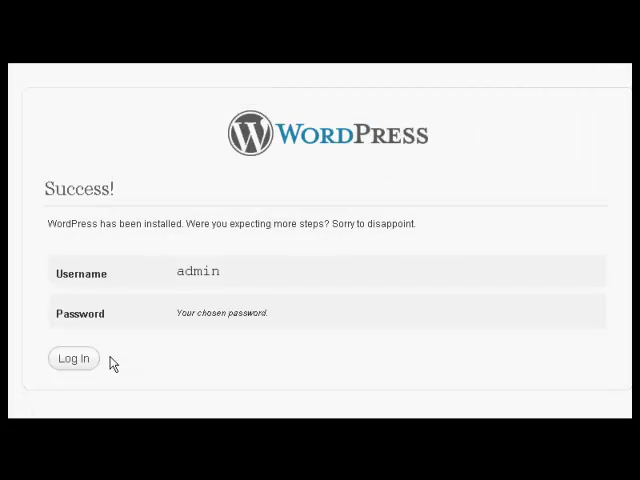 WORDPRESS
Success!
WordPress has been installed. Were you expecting more steps? Sorry to disappoint.
Username admin
Password Your chosen password.
Log In